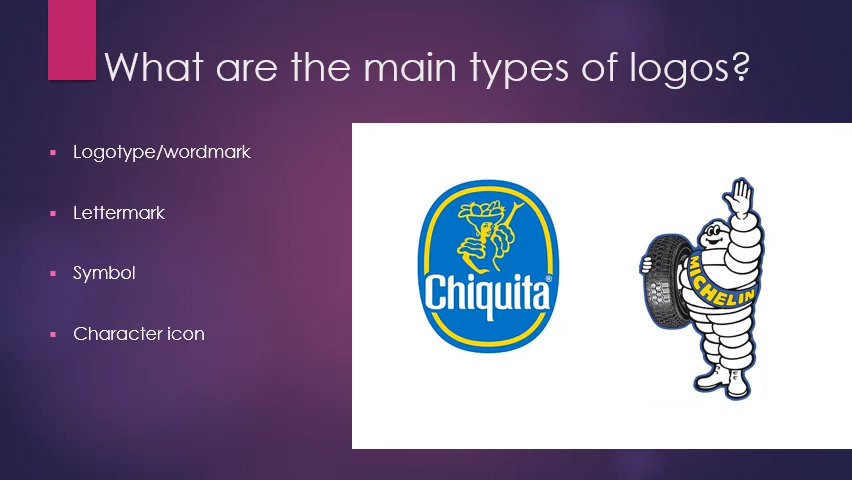 What are the main types of logos?
Logotype/wordmark
Lettermark
Symbol
Character icon
Chiquita®
MICHELIN